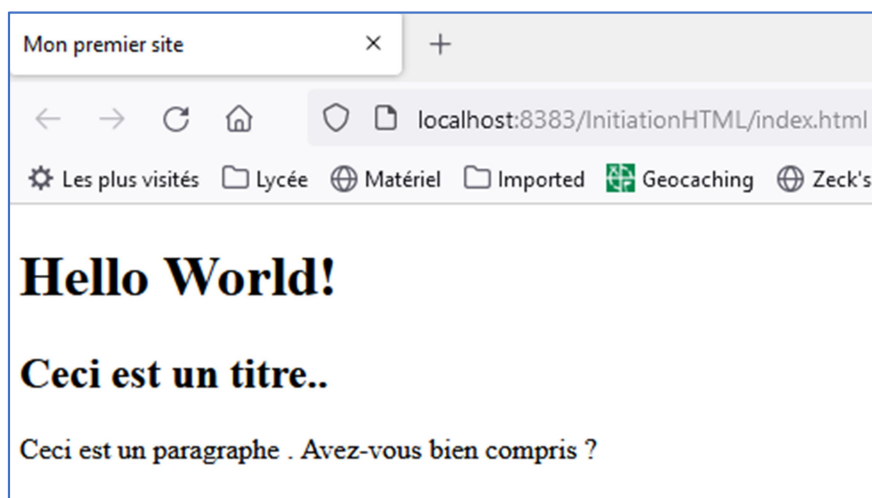 Mon premier site
localhost:8383/InitiationHTML/index.html
Les plus visités Lycée Matériel Imported Geocaching Zeck's
Hello World!
Ceci est un titre..
Ceci est un paragraphe . Avez-vous bien compris ?